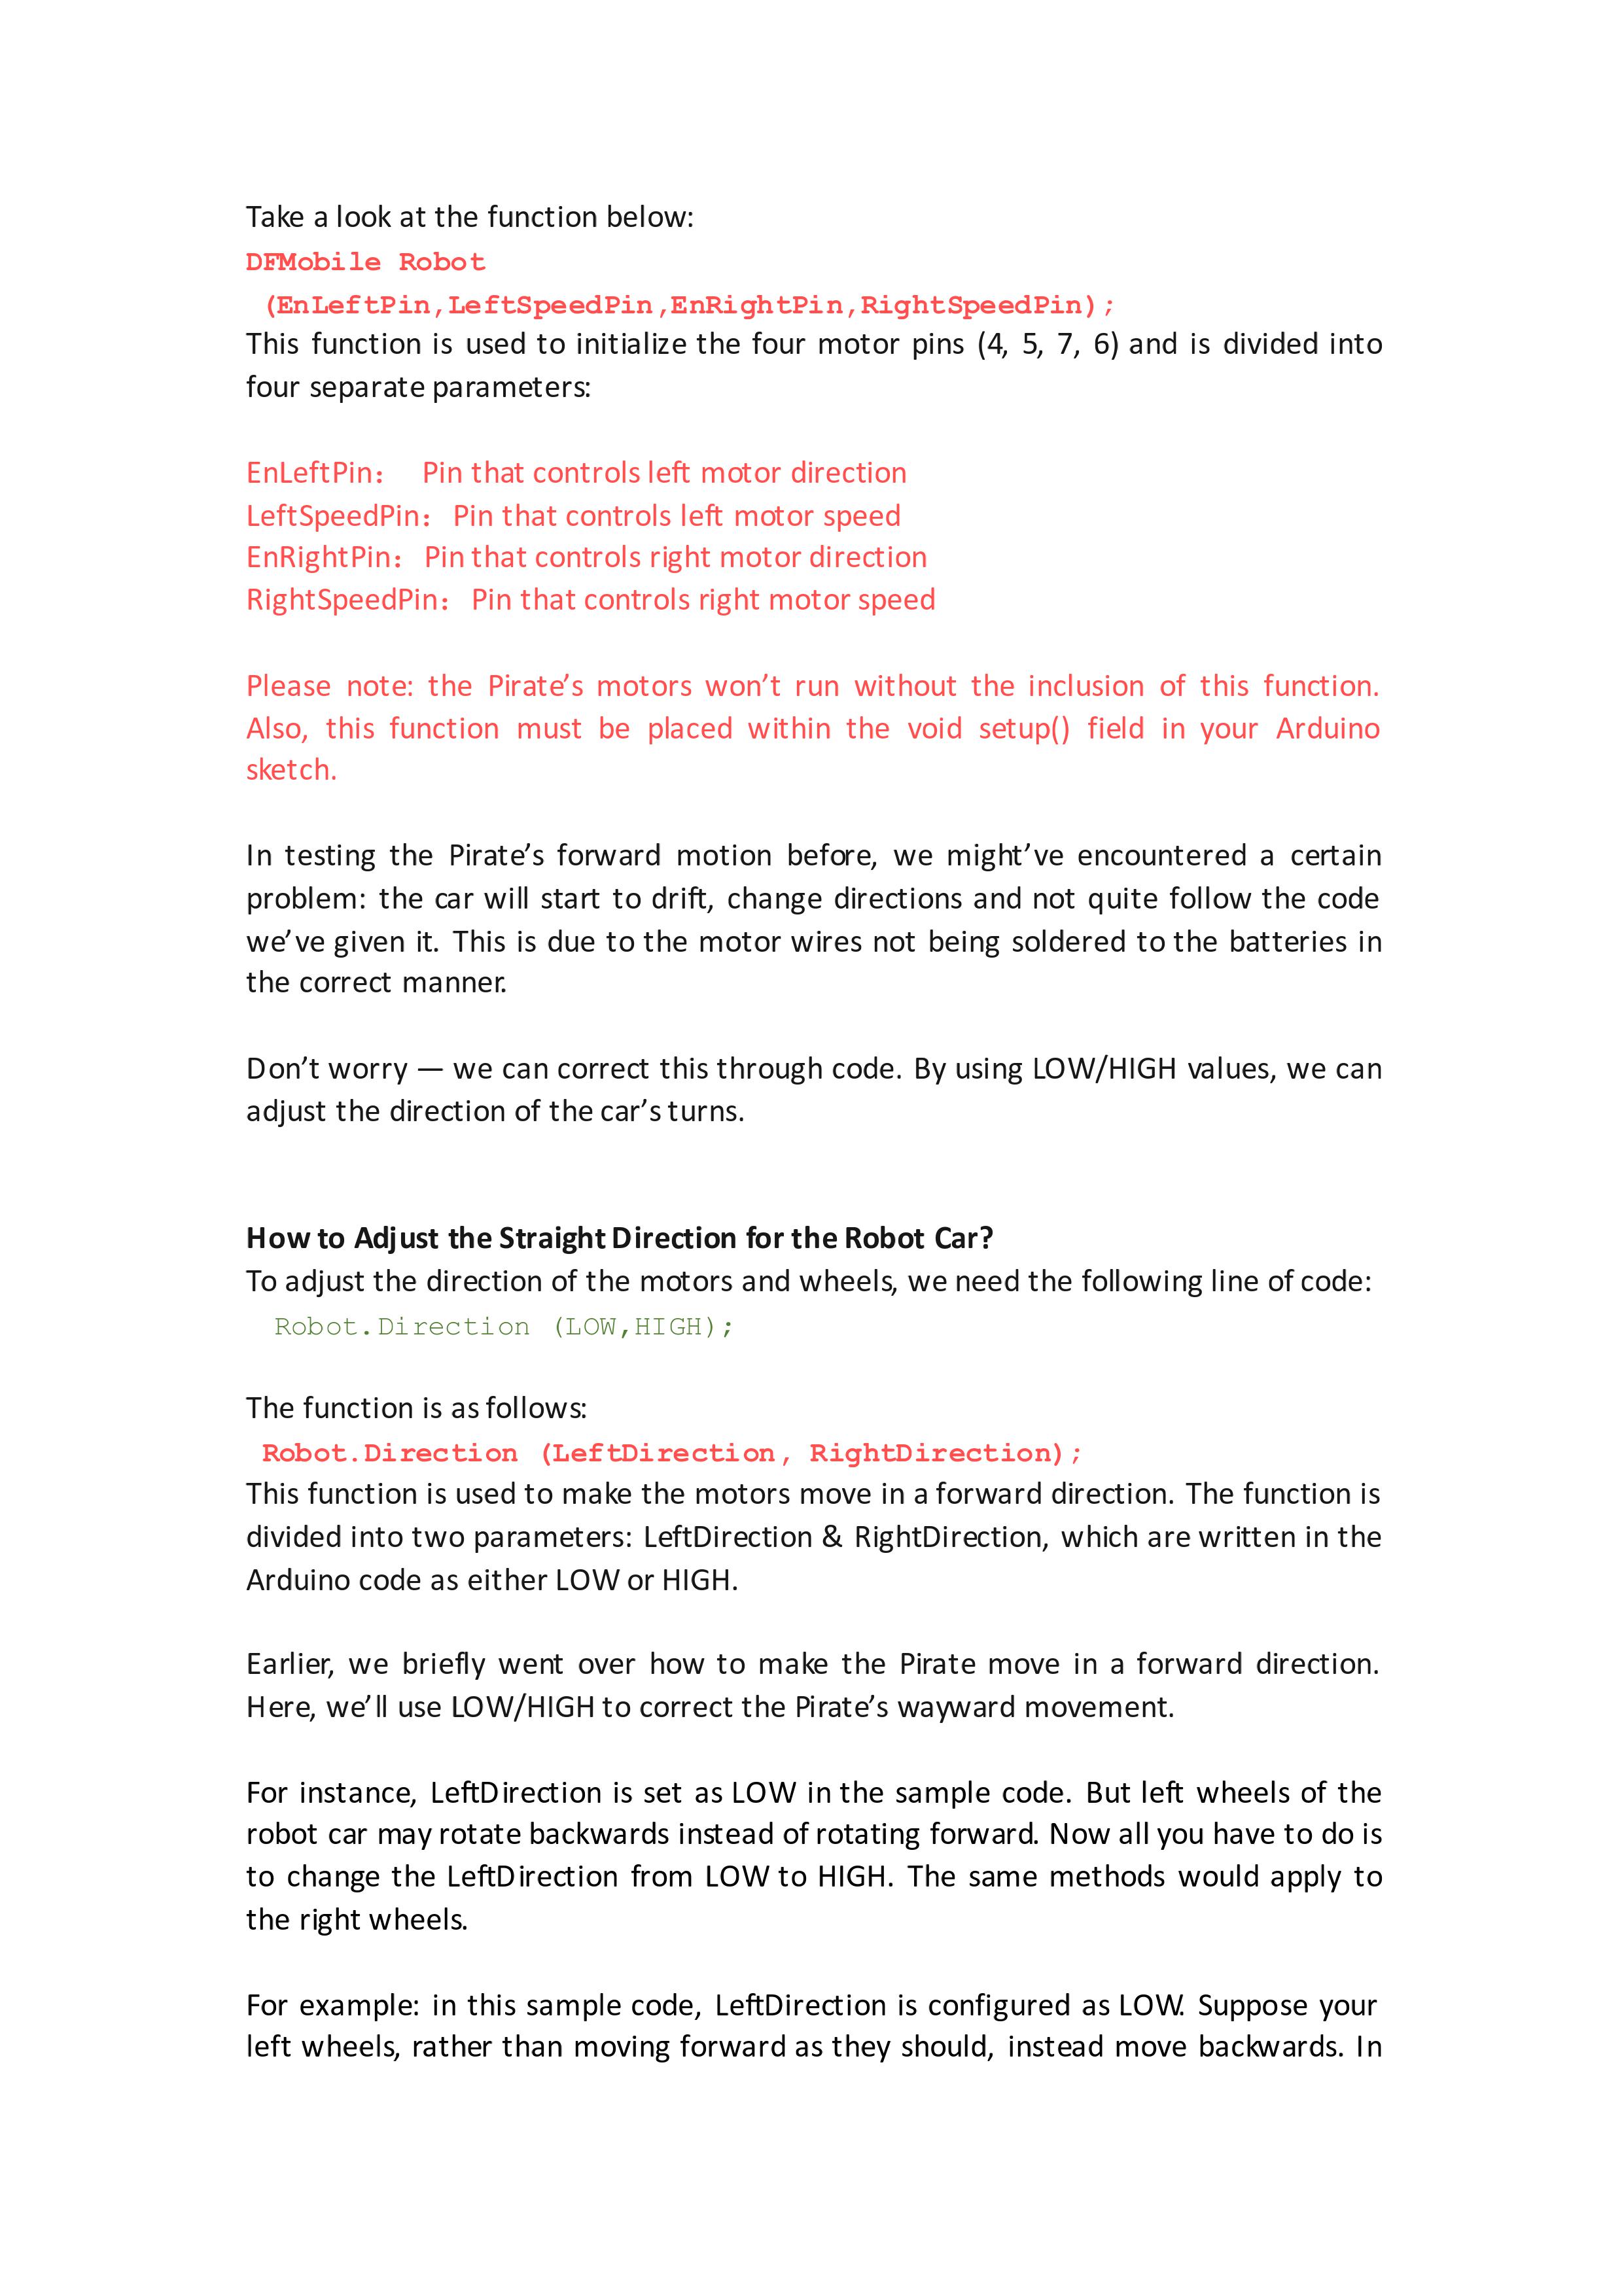 Take a look at the function below:
DFMobile Robot
(EnLeftPin,LeftSpeedPin,EnRightPin,RightSpeedPin);
This function is used to initialize the four motor pins (4, 5, 7, 6) and is divided into
four separate parameters:
EnLeftPin： Pin that controls left motor direction
LeftSpeedPin：Pin that controls left motor speed
EnRightPin：Pin that controls right motor direction
RightSpeedPin：Pin that controls right motor speed
Please note: the Pirate’s motors won’t run without the inclusion of this function.
Also, this function must be placed within the void setup() field in your Arduino
sketch.
In testing the Pirate’s forward motion before, we might’ve encountered a certain
problem: the car will start to drift, change directions and not quite follow the code
we’ve given it. This is due to the motor wires not being soldered to the batteries in
the correct manner.
Don’t worry — we can correct this through code. By using LOW/HIGH values, we can
adjust the direction of the car’s turns.
How to Adjust the Straight Direction for the Robot Car?
To adjust the direction of the motors and wheels, we need the following line of code:
Robot.Direction (LOW,HIGH);
The function is as follows:
Robot.Direction (LeftDirection, RightDirection);
This function is used to make the motors move in a forward direction. The function is
divided into two parameters: LeftDirection & RightDirection, which are written in the
Arduino code as either LOW or HIGH.
Earlier, we briefly went over how to make the Pirate move in a forward direction.
Here, we’ll use LOW/HIGH to correct the Pirate’s wayward movement.
For instance, LeftDirection is set as LOW in the sample code. But left wheels of the
robot car may rotate backwards instead of rotating forward. Now all you have to do is
to change the LeftDirection from LOW to HIGH. The same methods would apply to
the right wheels.
For example: in this sample code, LeftDirection is configured as LOW. Suppose your
left wheels, rather than moving forward as they should, instead move backwards. In